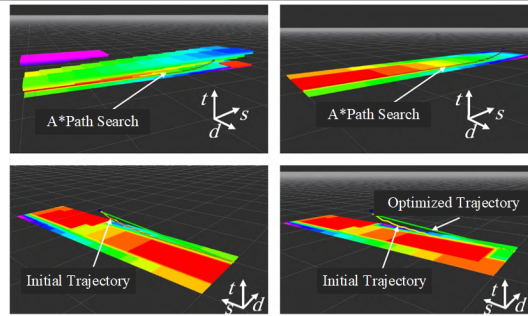 t
s
d
A*Path Search
t
s
d
A*Path Search
Optimized Trajectory
Initial Trajectory
t
s
d
Initial Trajectory
t
s
d